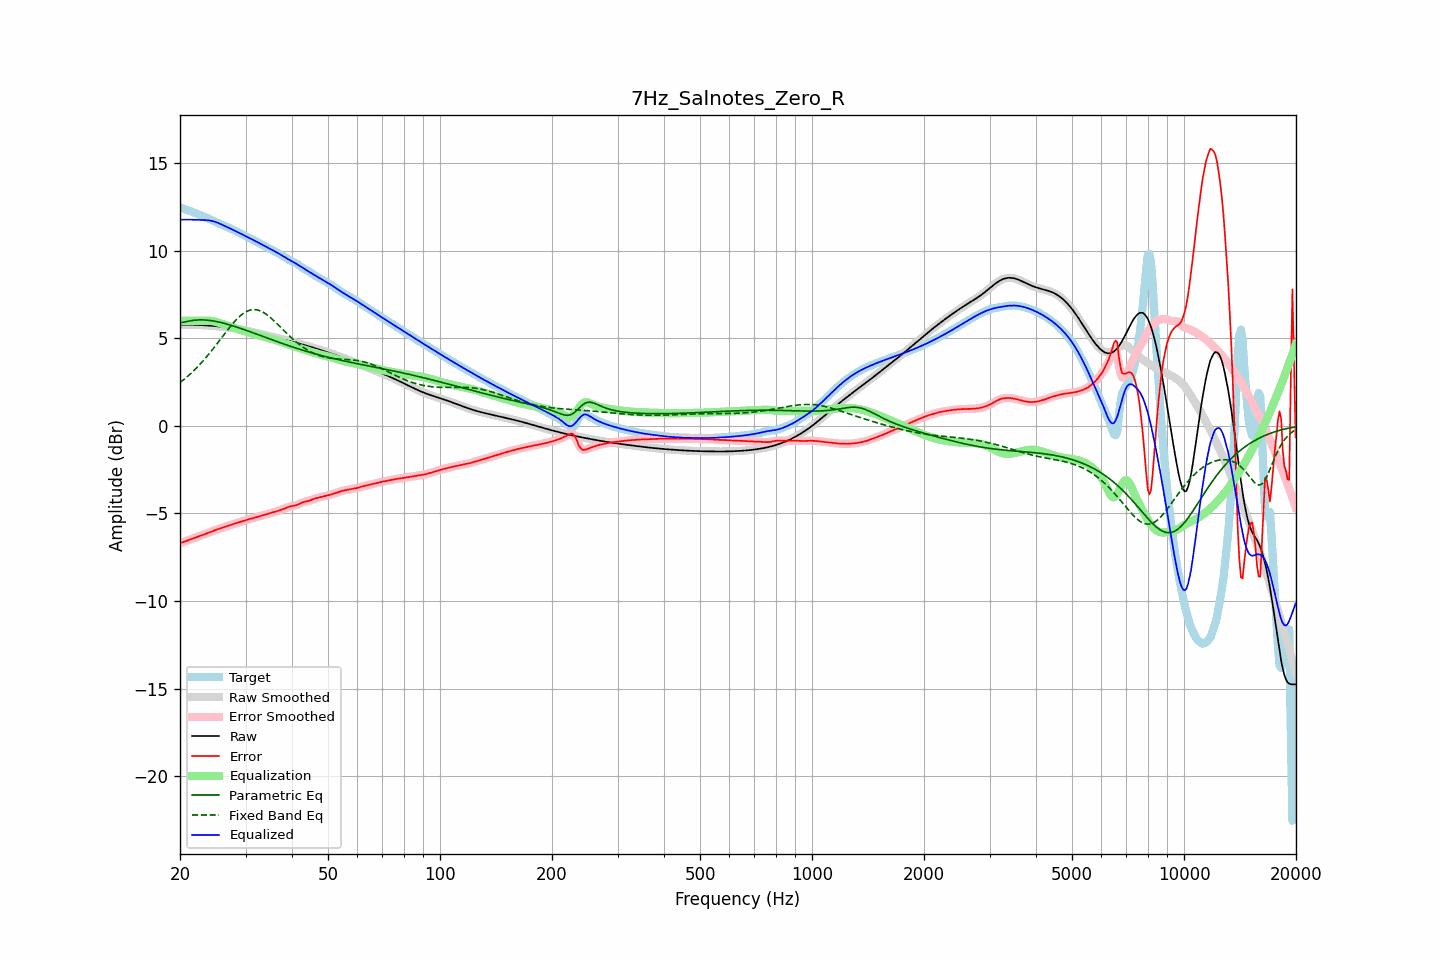 7Hz_Salnotes_Zero_R
Amplitude (dBr)
15
10
5
0
−5
−10
−15
−20
Target
Raw Smoothed
Error Smoothed
Raw
Error
Equalization
Parametric Eq
Fixed Band Eq
Equalized
20 50 100 200 500 1000 2000 5000 10000 20000
Frequency (Hz)